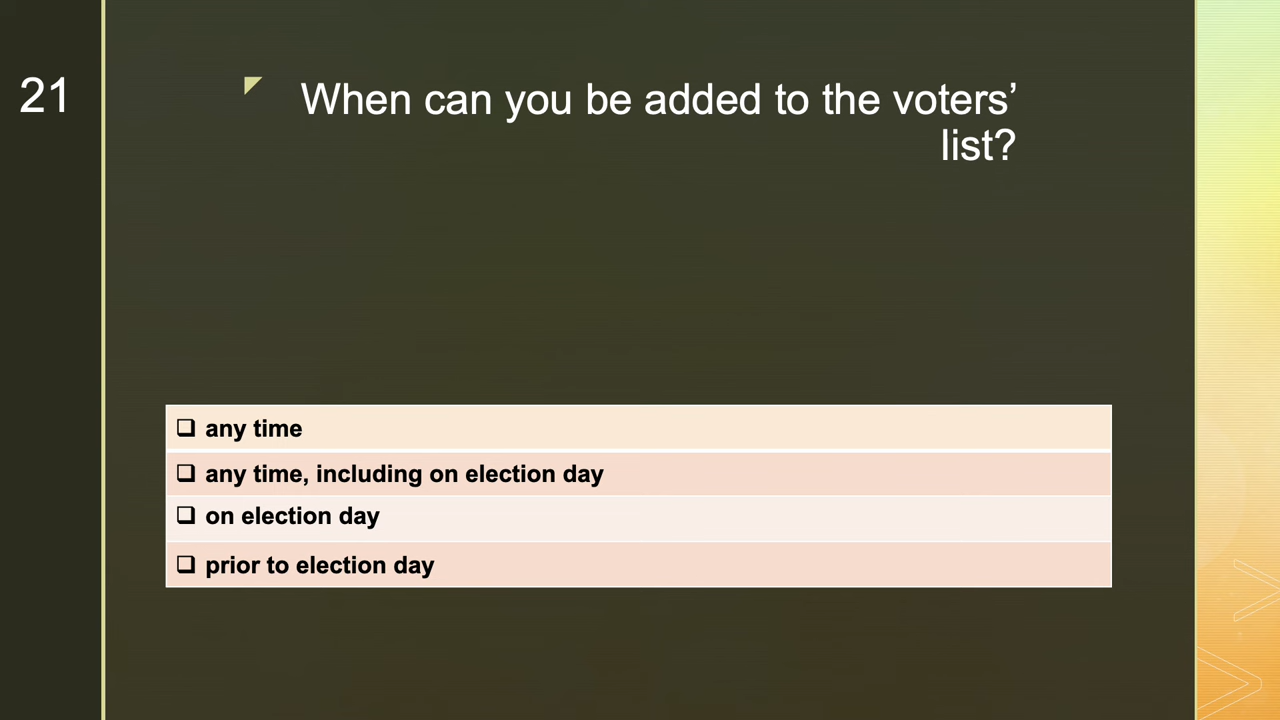 21
When can you be added to the voters’
list?
❑ any time
❑ any time, including on election day
❑ on election day
❑ prior to election day